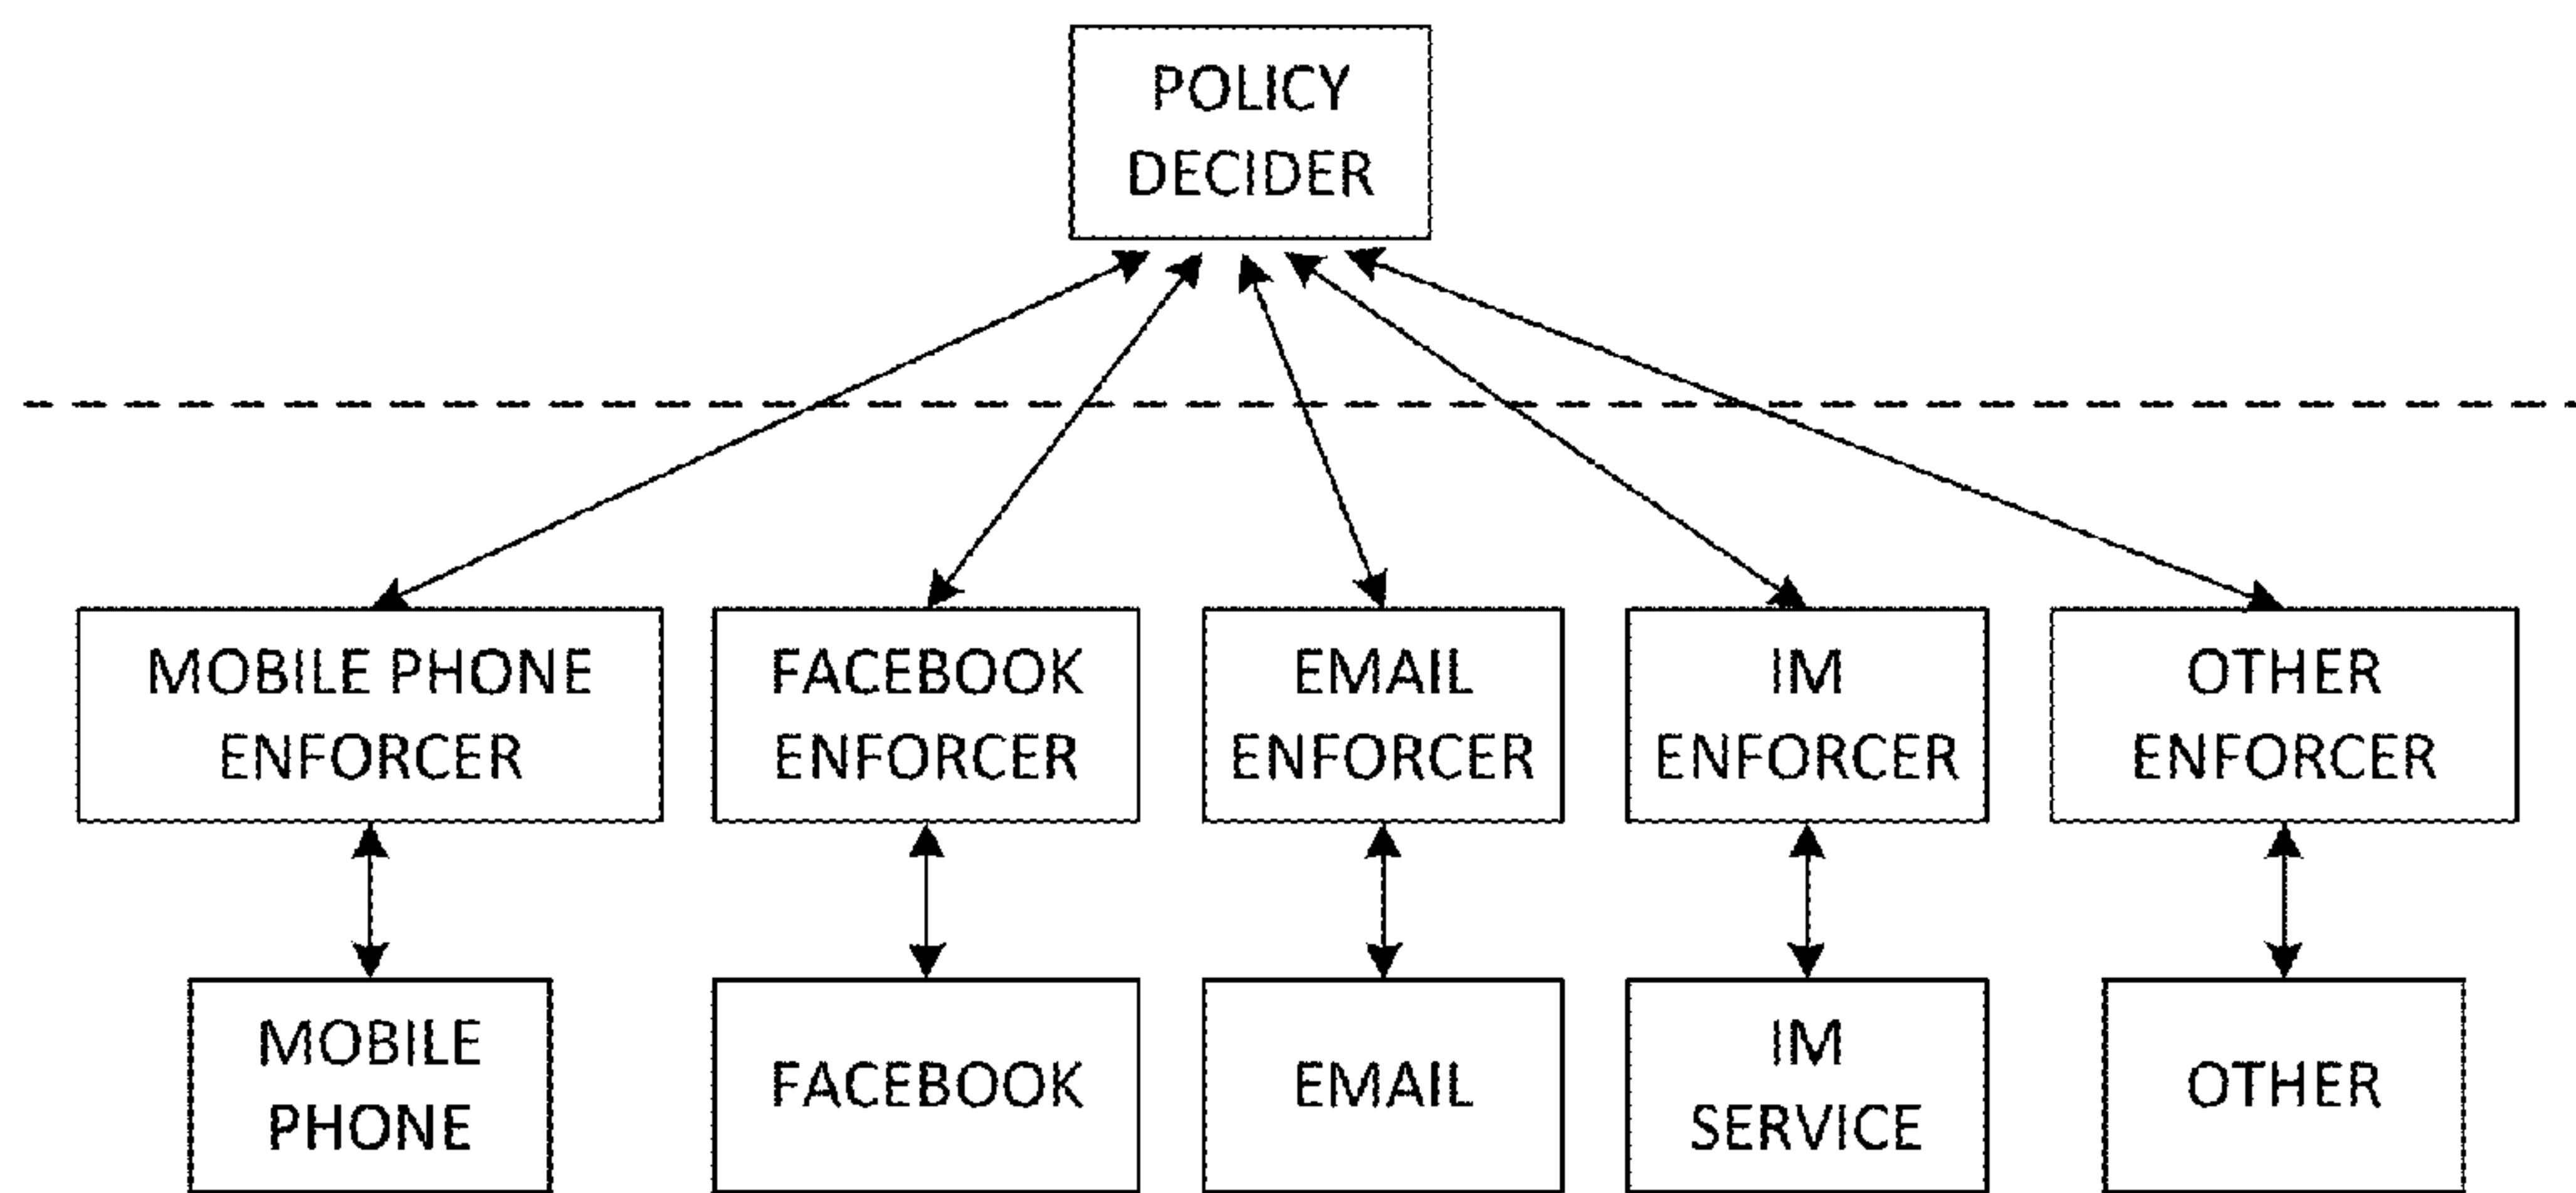 POLICY
DECIDER
MOBILE PHONE
ENFORCER
FACEBOOK
ENFORCER
EMAIL
ENFORCER
IM
ENFORCER
OTHER
ENFORCER
MOBILE
PHONE
FACEBOOK
EMAIL
IM
SERVICE
OTHER